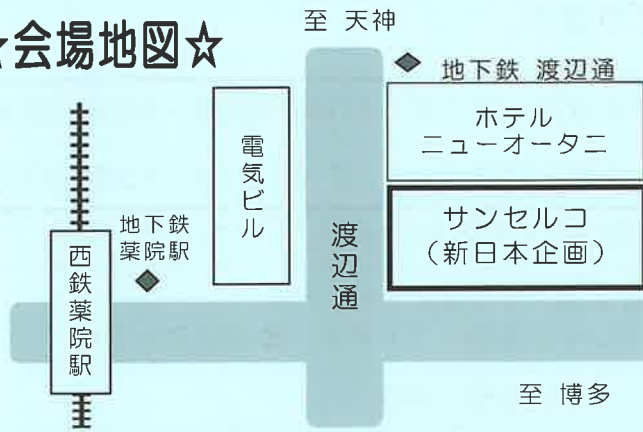 ☆会場地図☆
至 天神
地下鉄 渡辺通
ホテル
ニューオータニ
電気ビル
サンセルコ
(新日本企画)
地下鉄
薬院駅
渡辺通
西鉄薬院駅
至 博多